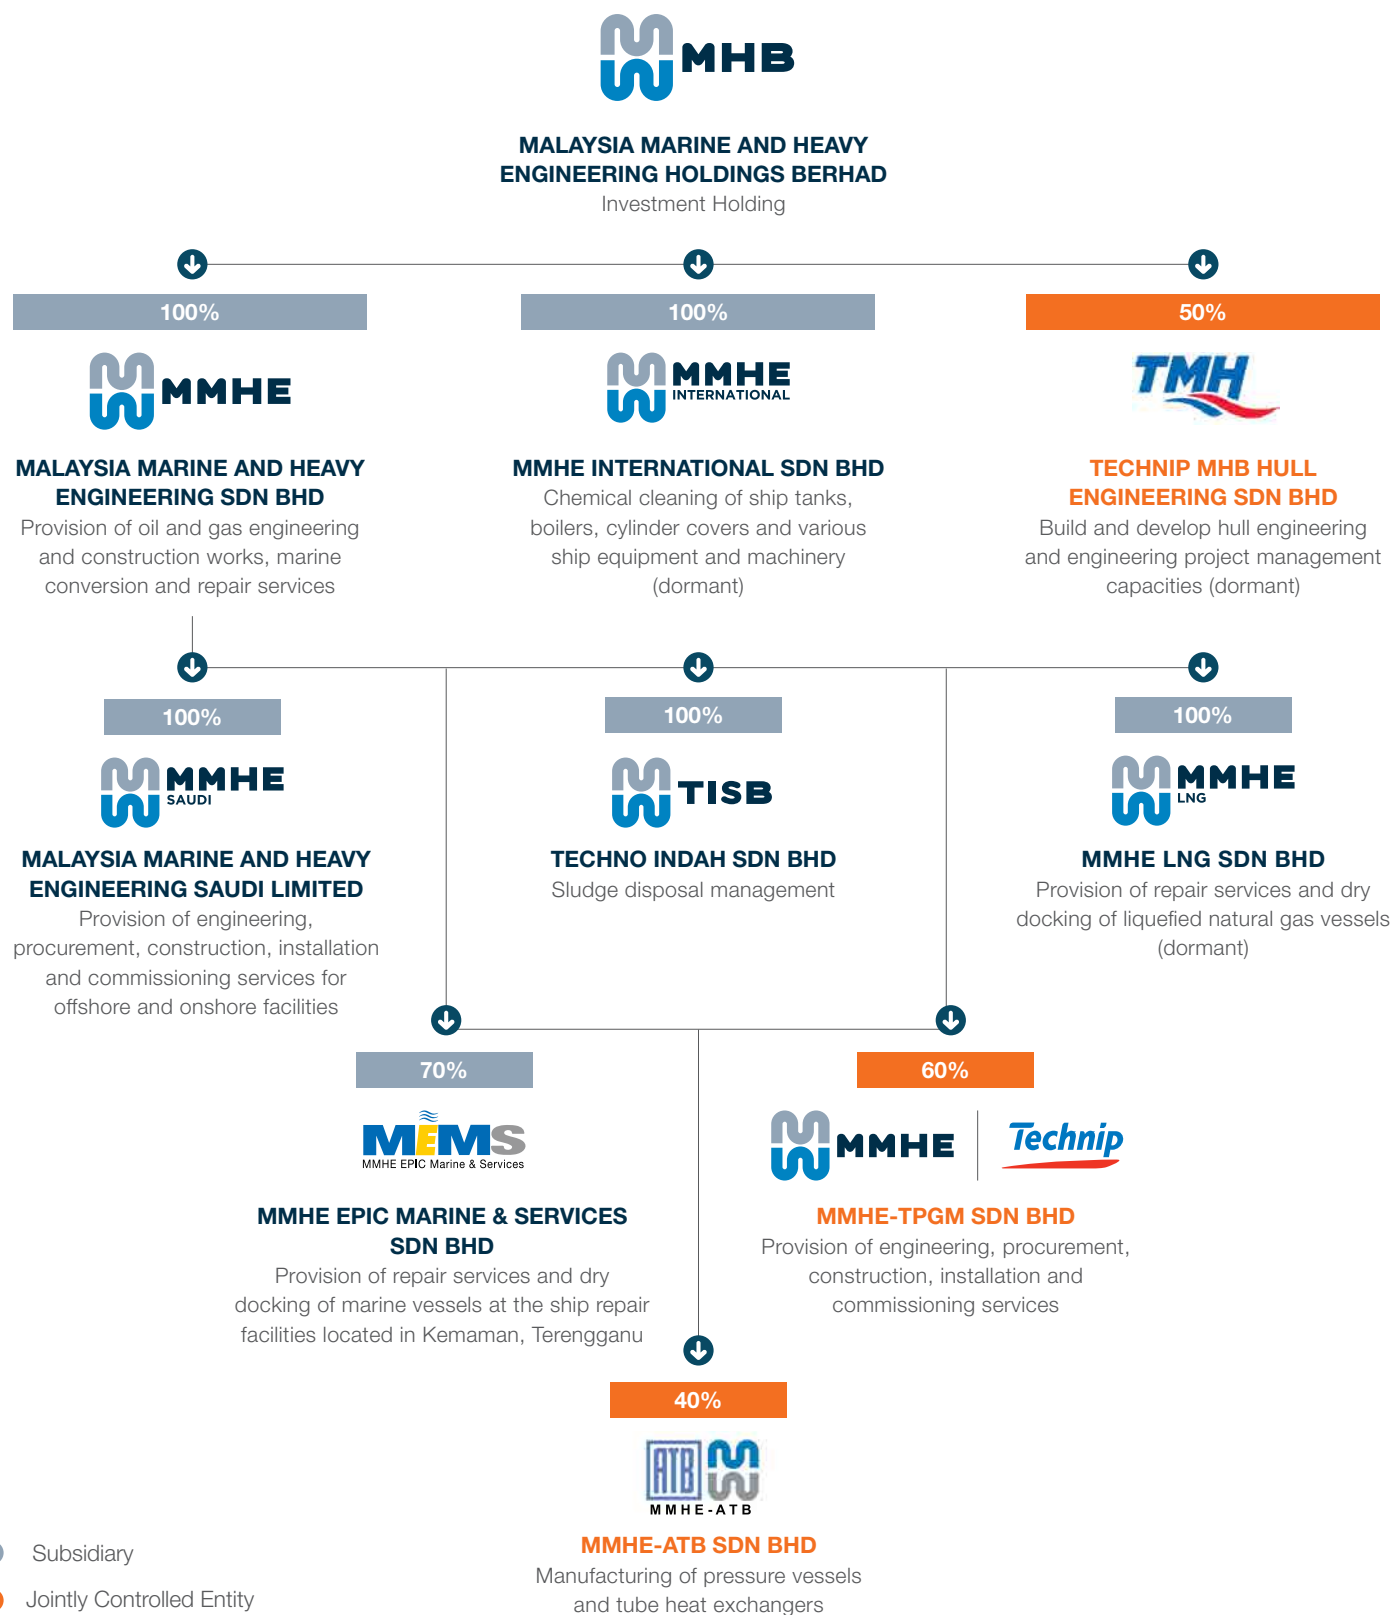 MHB
MALAYSIA MARINE AND HEAVY
ENGINEERING HOLDINGS BERHAD
Investment Holding
100%
MMHE
MALAYSIA MARINE AND HEAVY
ENGINEERING SDN BHD
Provision of oil and gas engineering
and construction works, marine
conversion and repair services
100%
MMHE
INTERNATIONAL
MMHE INTERNATIONAL SDN BHD
Chemical cleaning of ship tanks,
boilers, cylinder covers and various
ship equipment and machinery
(dormant)
50%
TMH
TECHNIP MHB HULL
ENGINEERING SDN BHD
Build and develop hull engineering
and engineering project management
capacities (dormant)
100%
MMHE
SAUDI
MALAYSIA MARINE AND HEAVY
ENGINEERING SAUDI LIMITED
Provision of engineering,
procurement, construction, installation
and commissioning services for
offshore and onshore facilities
100%
TISB
TECHNO INDAH SDN BHD
Sludge disposal management
100%
MMHE
LNG
MMHE LNG SDN BHD
Provision of repair services and dry
docking of liquefied natural gas vessels
(dormant)
70%
MEMS
MMHE EPIC Marine & Services
MMHE EPIC MARINE & SERVICES
SDN BHD
Provision of repair services and dry
docking of marine vessels at the ship repair
facilities located in Kemaman, Terengganu
60%
MMHE
Technip
MMHE-TPGM SDN BHD
Provision of engineering, procurement,
construction, installation and
commissioning services
40%
ATB
MMHE-ATB
MMHE-ATB SDN BHD
Manufacturing of pressure vessels
and tube heat exchangers
Subsidiary
Jointly Controlled Entity